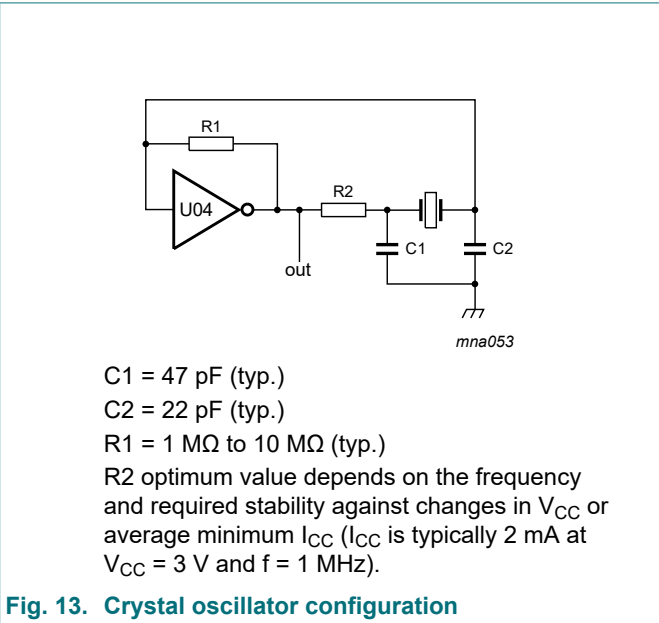 R1
U04
R2
C1
C2
out
mna053
C1 = 47 pF (typ.)
C2 = 22 pF (typ.)
R1 = 1 MΩ to 10 MΩ (typ.)
R2 optimum value depends on the frequency
and required stability against changes in VCC or
average minimum ICC (ICC is typically 2 mA at
VCC = 3 V and f = 1 MHz).
Fig. 13. Crystal oscillator configuration